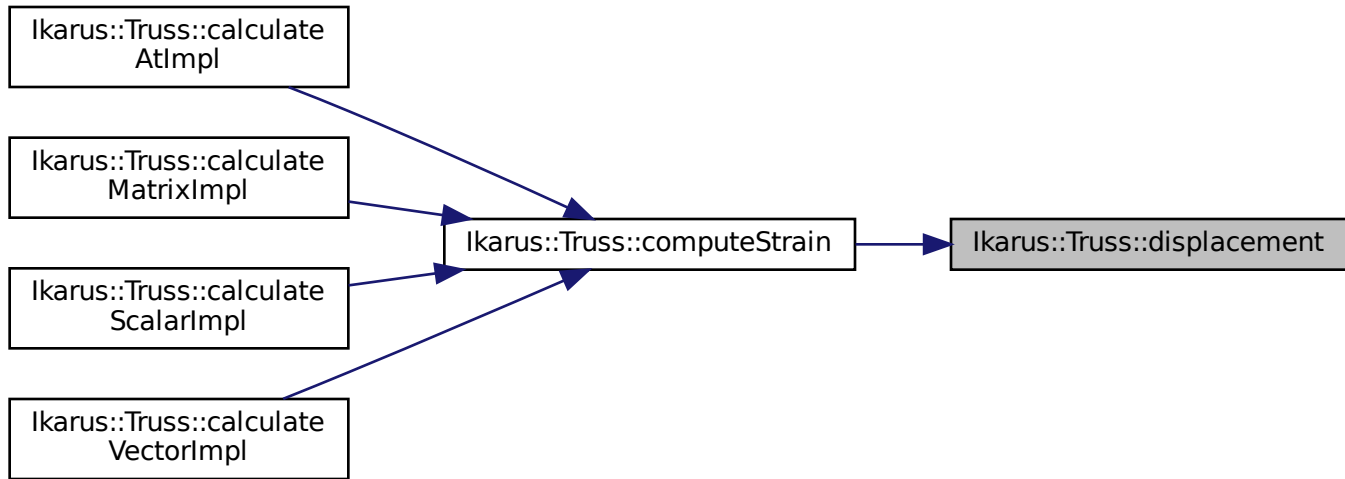 Ikarus::Truss::calculate
AtImpl
Ikarus::Truss::calculate
MatrixImpl
Ikarus::Truss::computeStrain
Ikarus::Truss::displacement
Ikarus::Truss::calculate
ScalarImpl
Ikarus::Truss::calculate
VectorImpl